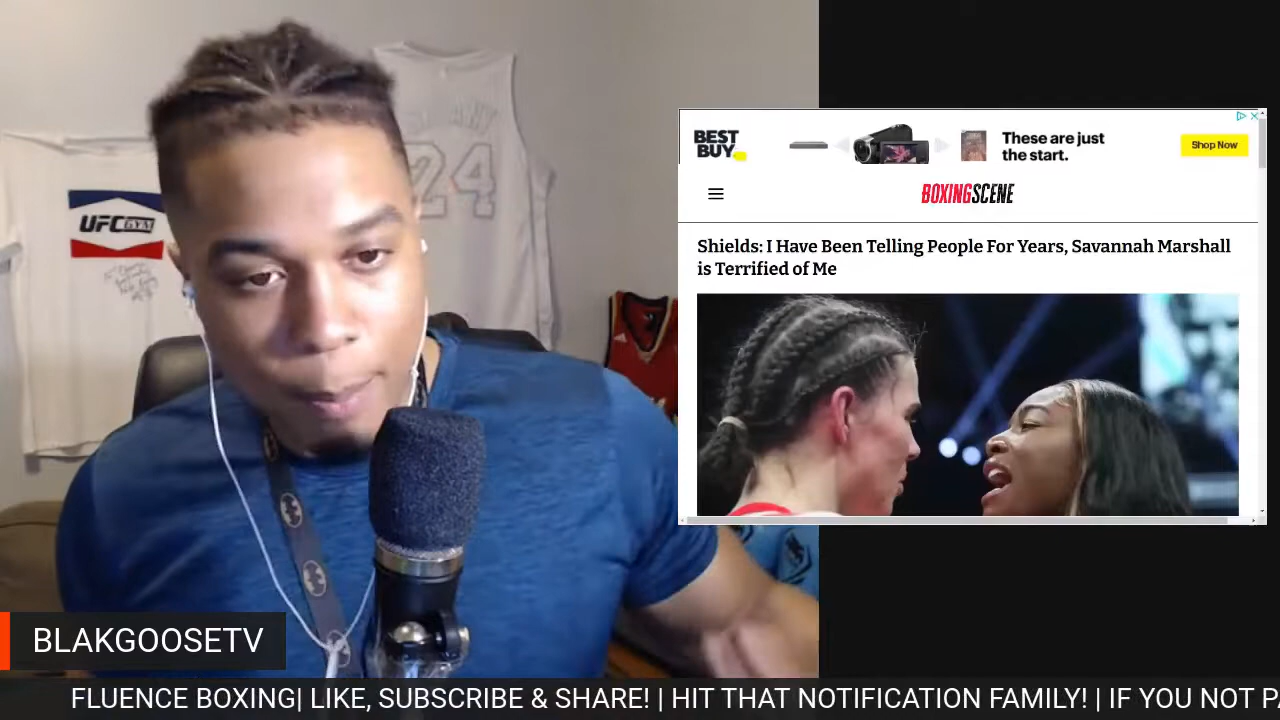 UFC GYM
24
BEST
BUY
These are just
the star.
Shop Now
BOXINGSCENE
Shields: I Have Been Telling People For Years, Savannah Marshall
is Terrified of Me
BLAKGOOSETV
FLUENCE BOXING| LIKE, SUBSCRIBE & SHARE! | HIT THAT NOTIFICATION FAMILY! | IF YOU NOT P